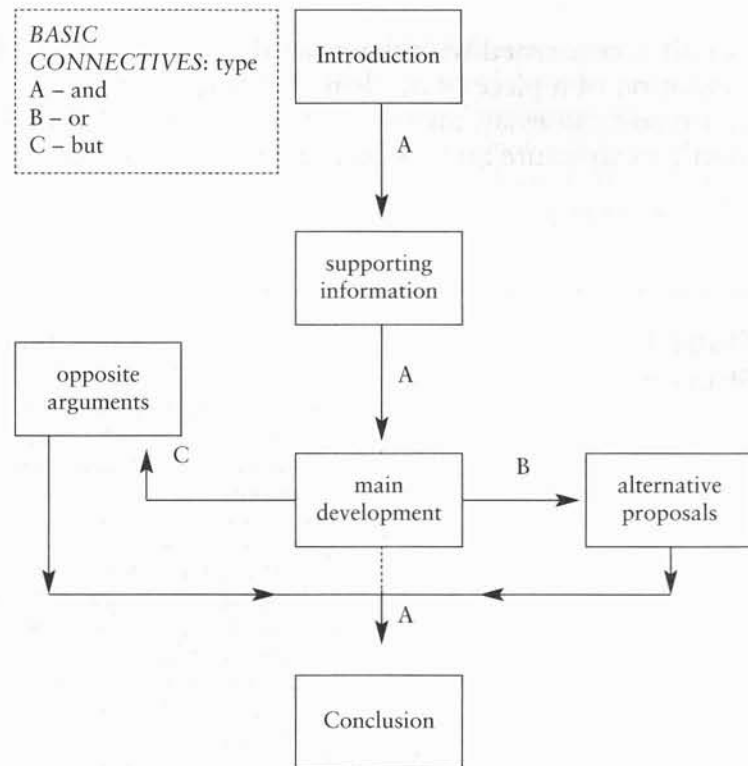 BASIC
CONNECTIVES: type
A – and
B – or
C – but
Introduction
A
supporting
information
A
opposite
arguments
C
main
development
B
alternative
proposals
A
Conclusion